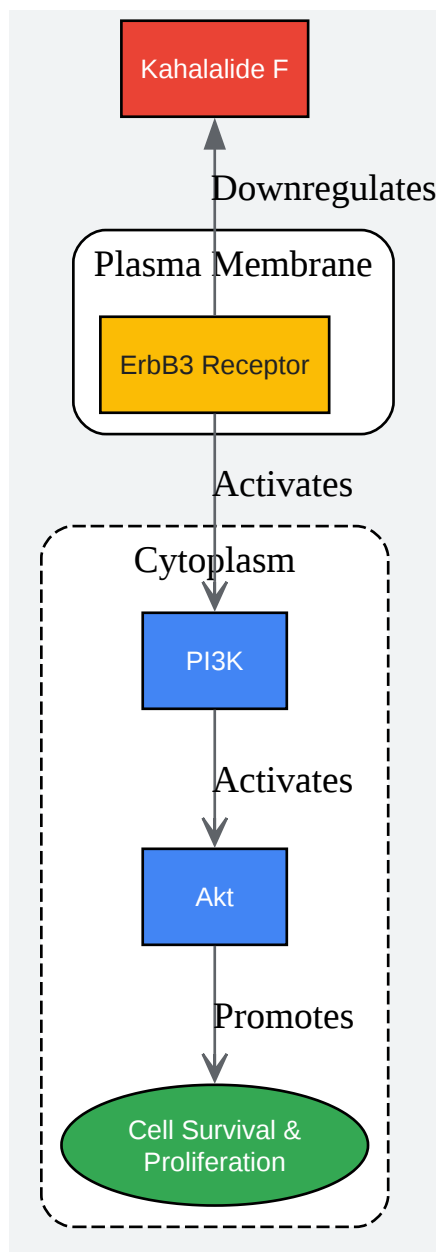 Kahalalide F
Downregulates
Plasma Membrane
ErbB3 Receptor
Activates
Cytoplasm
PI3K
Activates
Akt
Promotes
Cell Survival &
Proliferation